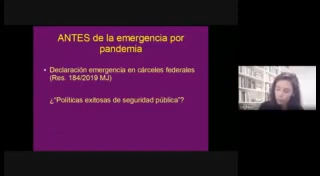 ANTES de la emergencia por
pandemia
• Declaración emergencia en cárceles federales
(Res. 184/2019 MJ)
¿“Políticas exitosas de seguridad pública”?